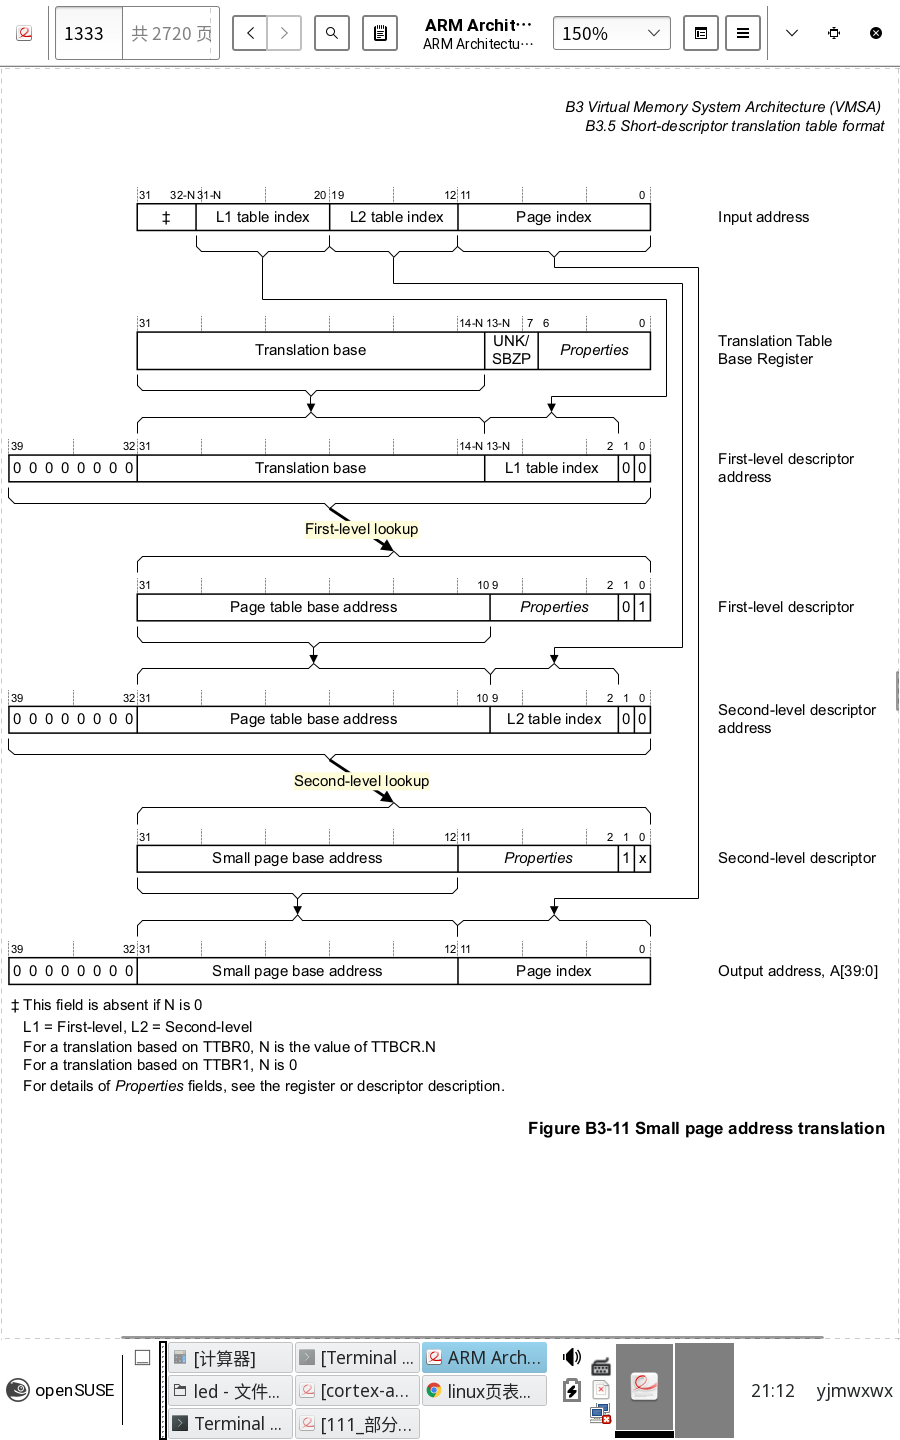 1333
共 2720 页
ARM Archit…
ARM Architectu…
150%
B3 Virtual Memory System Architecture (VMSA)
B3.5 Short-descriptor translation table format
31 32-N 31-N 20 19 12 11 0
‡ L1 table index L2 table index Page index Input address
31 14-N 13-N 7 6 0
Translation base UNK/ SBZP Properties Translation Table Base Register
39 32 31 14-N 13-N 2 1 0
0 0 0 0 0 0 0 0 Translation base L1 table index 0 0 First-level descriptor address
First-level lookup
31 10 9 2 1 0
Page table base address Properties 0 1 First-level descriptor
39 32 31 10 9 2 1 0
0 0 0 0 0 0 0 0 Page table base address L2 table index 0 0 Second-level descriptor address
Second-level lookup
31 12 11 2 1 0
Small page base address Properties 1 x Second-level descriptor
39 32 31 12 11 0
0 0 0 0 0 0 0 0 Small page base address Page index Output address, A[39:0]
‡ This field is absent if N is 0
L1 = First-level, L2 = Second-level
For a translation based on TTBR0, N is the value of TTBCR.N
For a translation based on TTBR1, N is 0
For details of Properties fields, see the register or descriptor description.
Figure B3-11 Small page address translation
openSUSE
[计算器]
[Terminal ...
ARM Arch...
led - 文件...
[cortex-a...
linux页表...
Terminal ...
[111_部分...
21:12
yjmwxwx